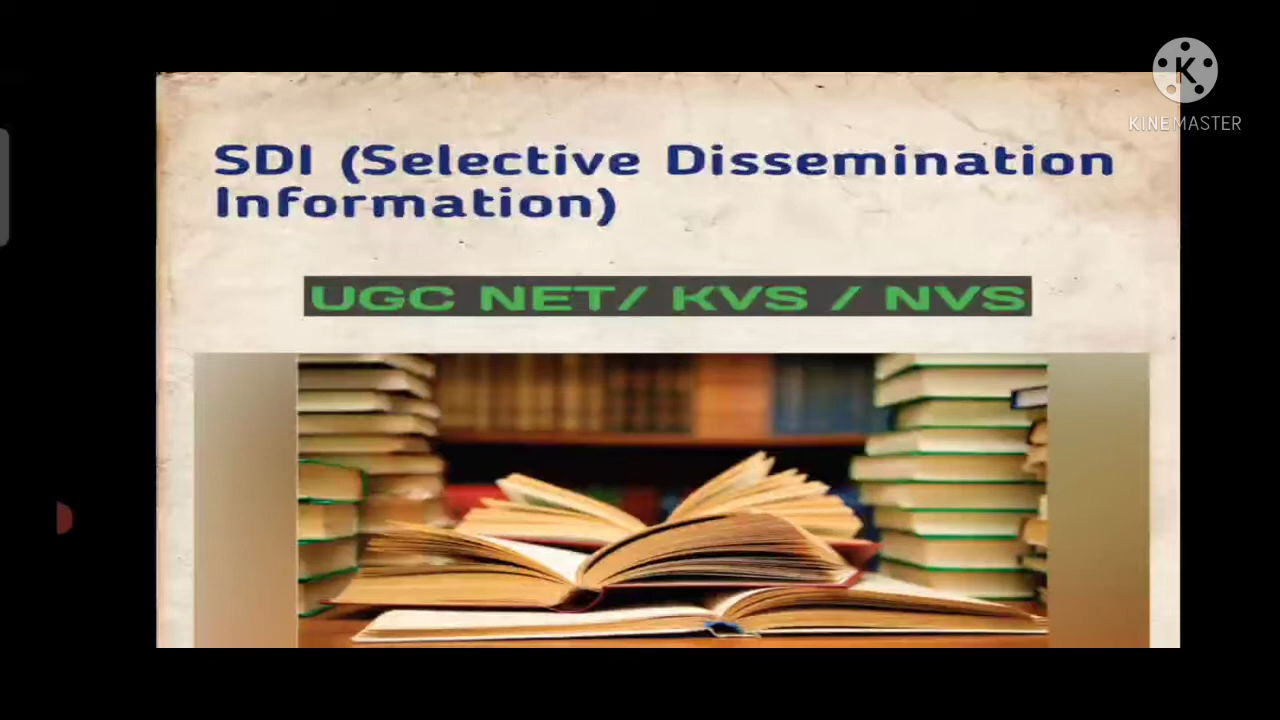 K
KINEMASTER
SDI (Selective Dissemination
Information)
UGC NET/ KVS / NVS